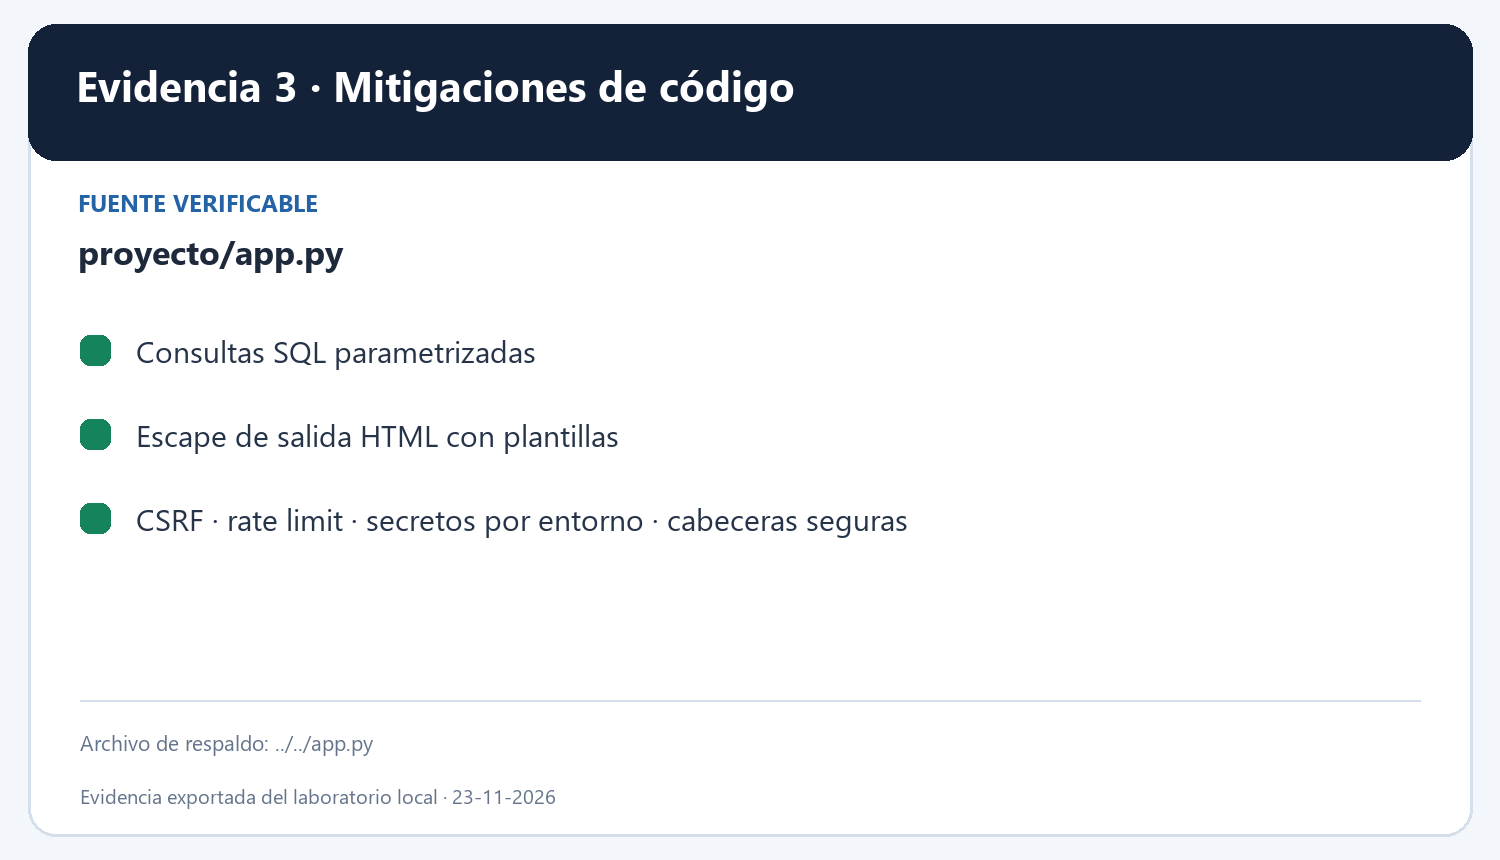 Evidencia 3 · Mitigaciones de código
FUENTE VERIFICABLE
proyecto/app.py
Consultas SQL parametrizadas
Escape de salida HTML con plantillas
CSRF · rate limit · secretos por entorno · cabeceras seguras
Archivo de respaldo: ../../app.py
Evidencia exportada del laboratorio local · 23-11-2026